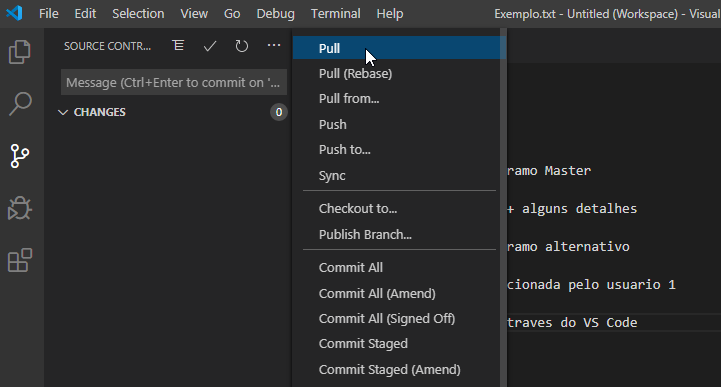 File Edit Selection View Go Debug Terminal Help Exemplo.txt - Untitled (Workspace) - Visual
SOURCE CONTR...
Message (Ctrl+Enter to commit on '...
CHANGES 0
Pull
Pull (Rebase)
Pull from...
Push
Push to...
Sync
Checkout to...
Publish Branch...
Commit All
Commit All (Amend)
Commit All (Signed Off)
Commit Staged
Commit Staged (Amend)
ramo Master
+ alguns detalhes
ramo alternativo
cionada pelo usuario 1
traves do VS Code